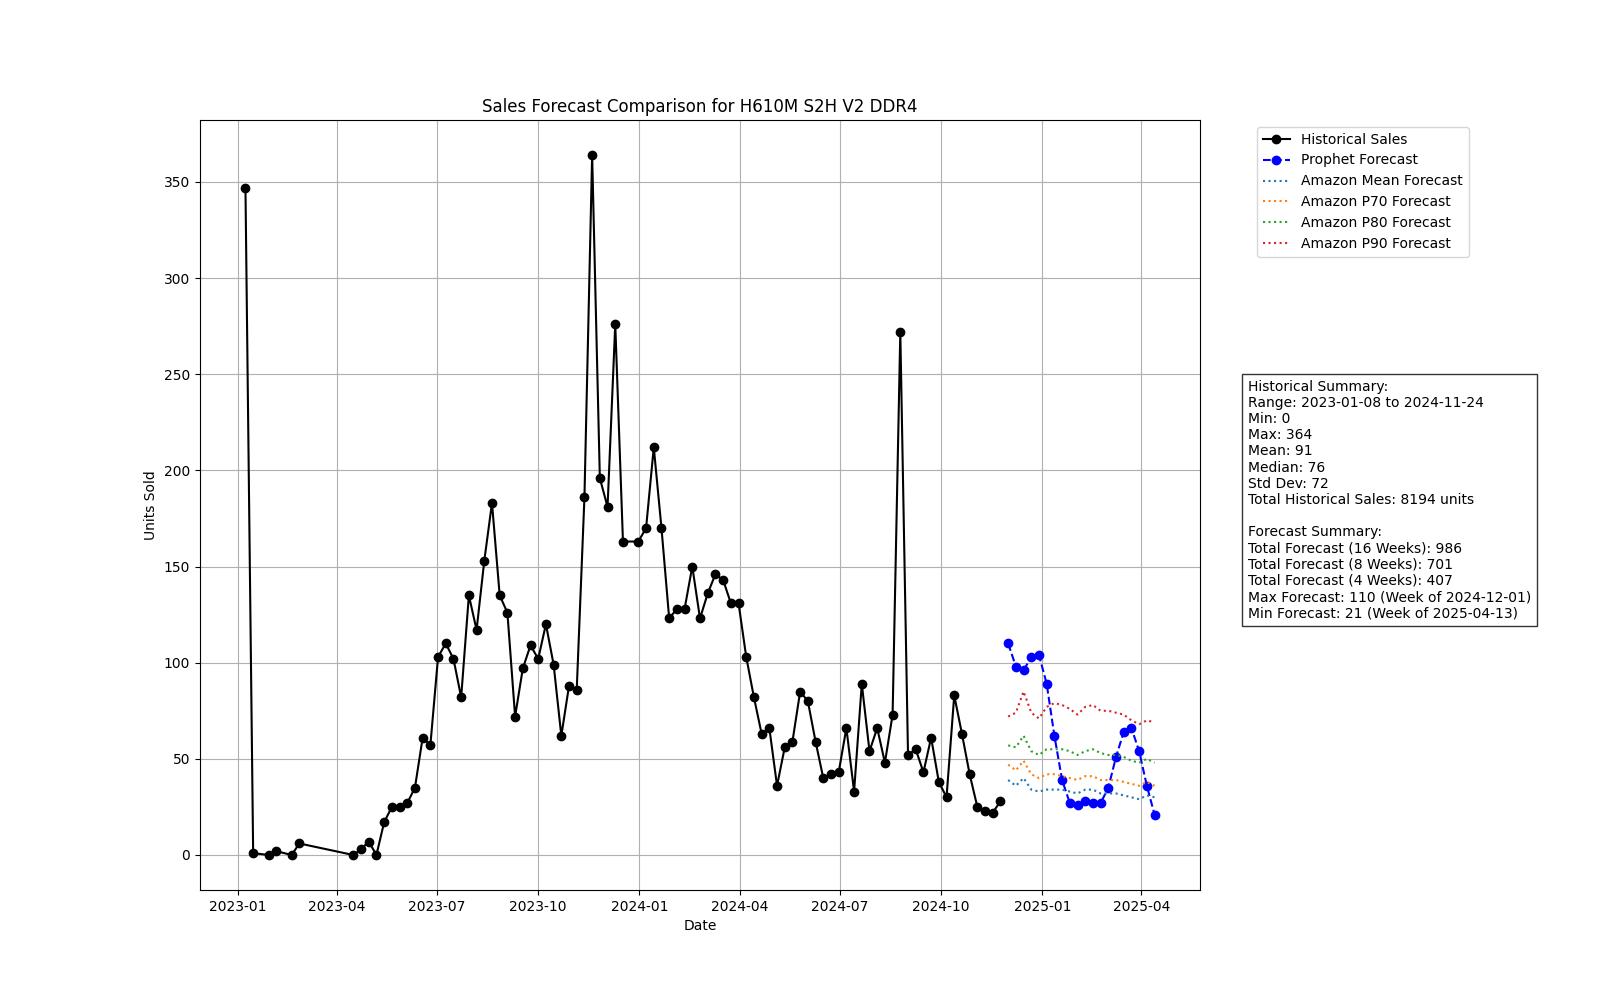 Sales Forecast Comparison for H610M S2H V2 DDR4
Historical Sales
Prophet Forecast
Amazon Mean Forecast
Amazon P70 Forecast
Amazon P80 Forecast
Amazon P90 Forecast
350
300
250
200
150
100
50
0
Units Sold
Historical Summary:
Range: 2023-01-08 to 2024-11-24
Min: 0
Max: 364
Mean: 91
Median: 76
Std Dev: 72
Total Historical Sales: 8194 units
Forecast Summary:
Total Forecast (16 Weeks): 986
Total Forecast (8 Weeks): 701
Total Forecast (4 Weeks): 407
Max Forecast: 110 (Week of 2024-12-01)
Min Forecast: 21 (Week of 2025-04-13)
2023-01 2023-04 2023-07 2023-10 2024-01 2024-04 2024-07 2024-10 2025-01 2025-04
Date